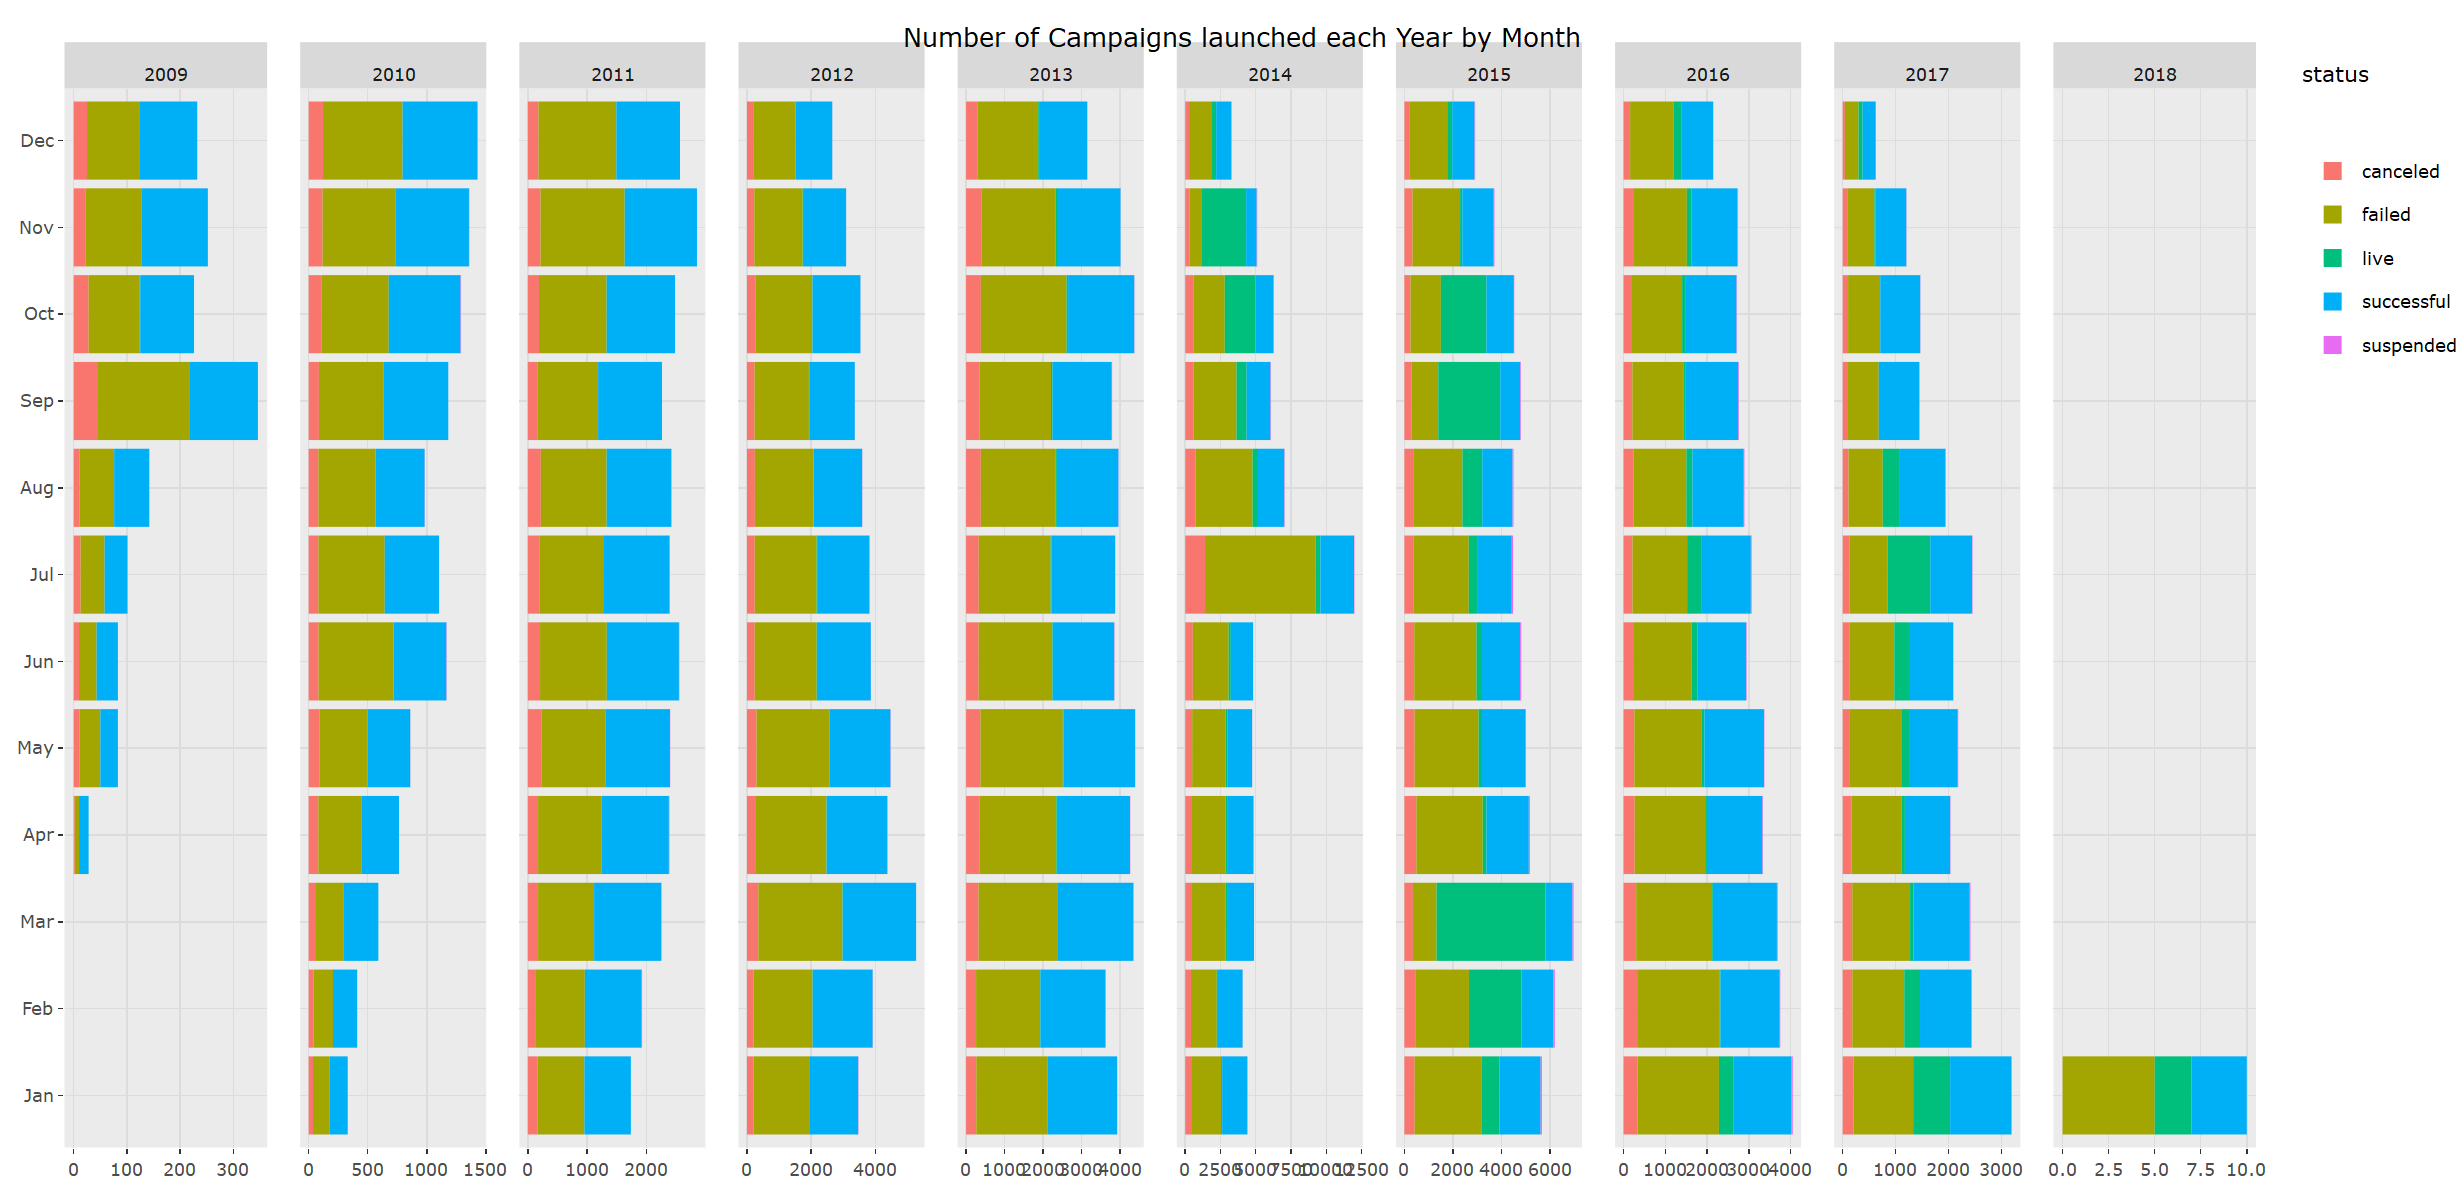 Number of Campaigns launched each Year by Month
2009 2010 2011 2012 2013 2014 2015 2016 2017 2018
status
canceled
failed
live
successful
suspended
Dec
Nov
Oct
Sep
Aug
Jul
Jun
May
Apr
Mar
Feb
Jan
0 100 200 300 0 500 1000 1500 0 1000 2000 0 2000 4000 0 1000 2000 3000 4000 0 2500 5000 7500 10000 12500 0 2000 4000 6000 0 1000 2000 3000 4000 0 1000 2000 3000 0.0 2.5 5.0 7.5 10.0